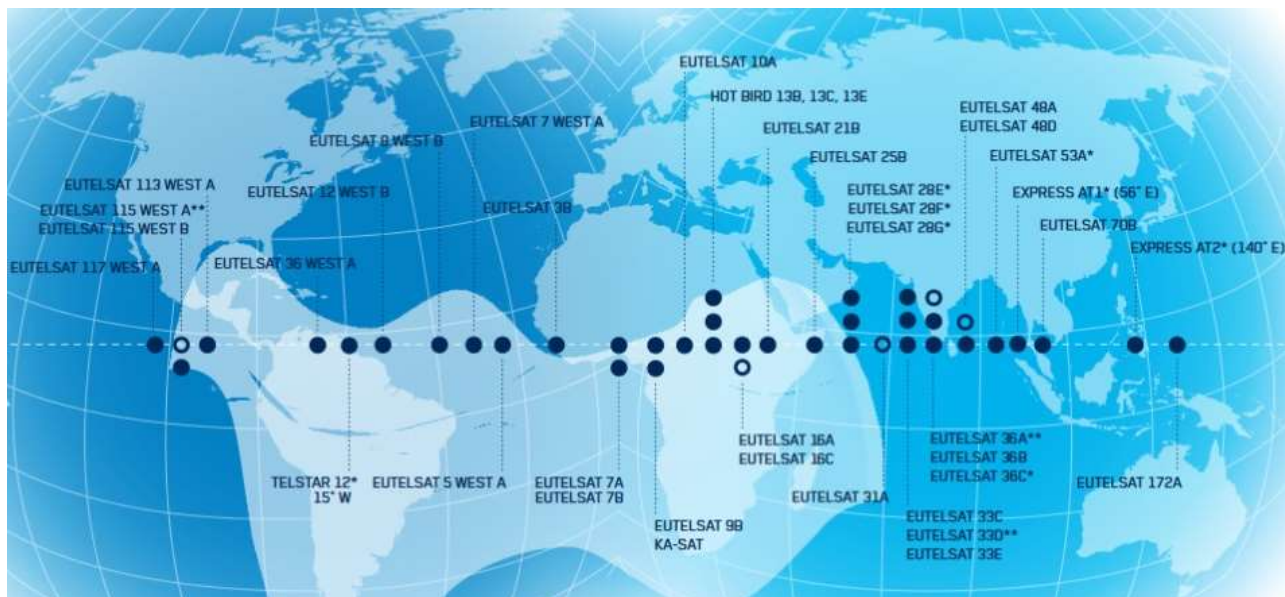 EUTELSAT 10A
HOT BIRD 13B, 13C, 13E
EUTELSAT 48A
EUTELSAT 48D
EUTELSAT 7 WEST A
EUTELSAT 21B
EUTELSAT 8 WEST B
EUTELSAT 25B
EUTELSAT 53A*
EUTELSAT 113 WEST A
EUTELSAT 12 WEST B
EUTELSAT 28E*
EUTELSAT 28F*
EUTELSAT 28G*
EXPRESS AT1* (56° E)
EUTELSAT 115 WEST A**
EUTELSAT 115 WEST B
EUTELSAT 3B
EUTELSAT 70B
EXPRESS AT2* (140° E)
EUTELSAT 117 WEST A
EUTELSAT 36 WEST A
EUTELSAT 16A
EUTELSAT 16C
EUTELSAT 36A**
EUTELSAT 36B
EUTELSAT 36C*
TELSTAR 12*
15° W
EUTELSAT 5 WEST A
EUTELSAT 7A
EUTELSAT 7B
EUTELSAT 31A
EUTELSAT 172A
EUTELSAT 9B
KA-SAT
EUTELSAT 33C
EUTELSAT 33D**
EUTELSAT 33E